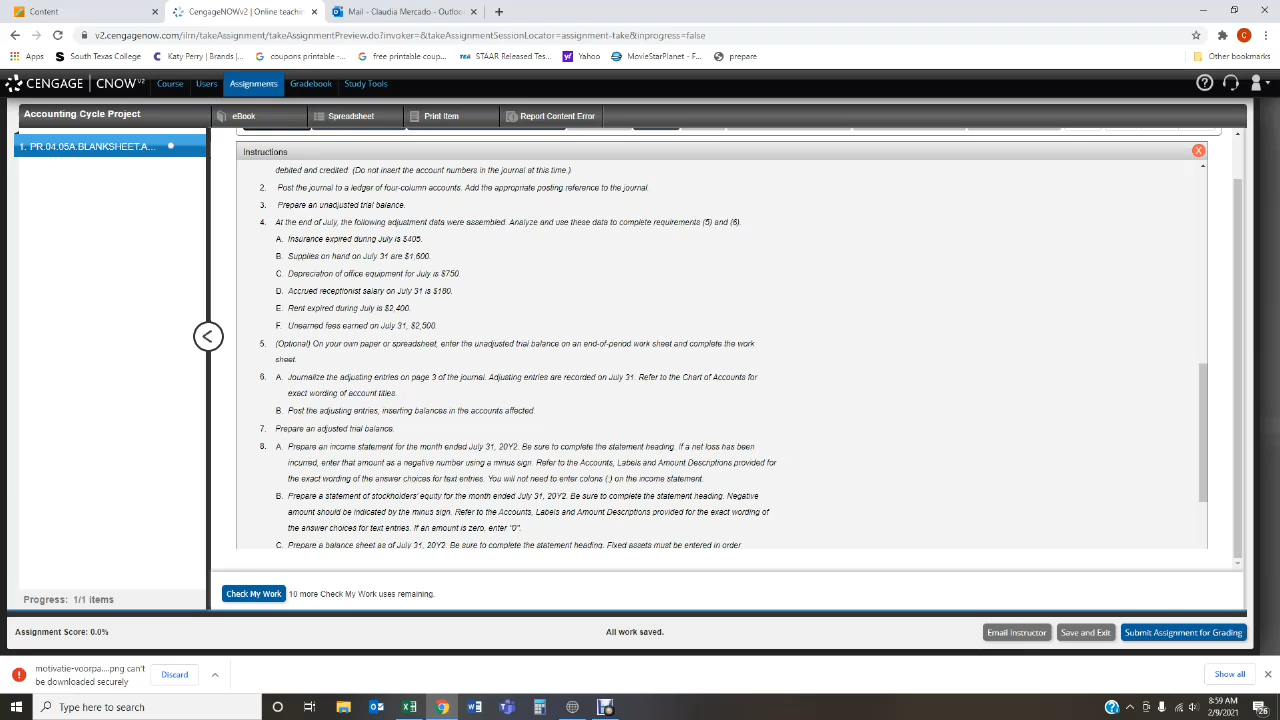 Content
CengageNOWv2 | Online teachin
Mail - Claudia Mercado - Outloo
v2.cengagenow.com/ilrn/takeAssignment/takeAssignmentPreview.do?invoker=&takeAssignmentSessionLocator=assignment-take&inprogress=false
C
Apps
South Texas College
Katy Perry | Brands |...
coupons printable -...
free printable coup...
TEA STAAR Released Tes...
Yahoo
MovieStarPlanet - F...
prepare
Other bookmarks
CENGAGE | CNOWV2
Course
Users
Assignments
Gradebook
Study Tools
Accounting Cycle Project
eBook
Spreadsheet
Print Item
Report Content Error
1. PR.04.05A.BLANKSHEET.A...
Instructions
X
debited and credited. (Do not insert the account numbers in the journal at this time.)
2. Post the journal to a ledger of four-column accounts. Add the appropriate posting reference to the journal.
3. Prepare an unadjusted trial balance.
4. At the end of July, the following adjustment data were assembled. Analyze and use these data to complete requirements (5) and (6).
A. Insurance expired during July is $405.
B. Supplies on hand on July 31 are $1,600.
C. Depreciation of office equipment for July is $750.
D. Accrued receptionist salary on July 31 is $180.
E. Rent expired during July is $2,400.
F. Unearned fees earned on July 31, $2,500.
5. (Optional) On your own paper or spreadsheet, enter the unadjusted trial balance on an end-of-period work sheet and complete the work
sheet.
6. A. Journalize the adjusting entries on page 3 of the journal. Adjusting entries are recorded on July 31. Refer to the Chart of Accounts for
exact wording of account titles.
B. Post the adjusting entries, inserting balances in the accounts affected.
7. Prepare an adjusted trial balance.
8. A. Prepare an income statement for the month ended July 31, 20Y2. Be sure to complete the statement heading. If a net loss has been
incurred, enter that amount as a negative number using a minus sign. Refer to the Accounts, Labels and Amount Descriptions provided for
the exact wording of the answer choices for text entries. You will not need to enter colons (:) on the income statement.
B. Prepare a statement of stockholders' equity for the month ended July 31, 20Y2. Be sure to complete the statement heading. Negative
amount should be indicated by the minus sign. Refer to the Accounts, Labels and Amount Descriptions provided for the exact wording of
the answer choices for text entries. If an amount is zero, enter "0".
C. Prepare a balance sheet as of July 31, 20Y2. Be sure to complete the statement heading. Fixed assets must be entered in order
Progress: 1/1 items
Check My Work
10 more Check My Work uses remaining.
Assignment Score: 0.0%
All work saved.
Email Instructor
Save and Exit
Submit Assignment for Grading
motivatie-voorpa....png can't
be downloaded securely
Discard
Show all
Type here to search
8:59 AM
2/9/2021
26